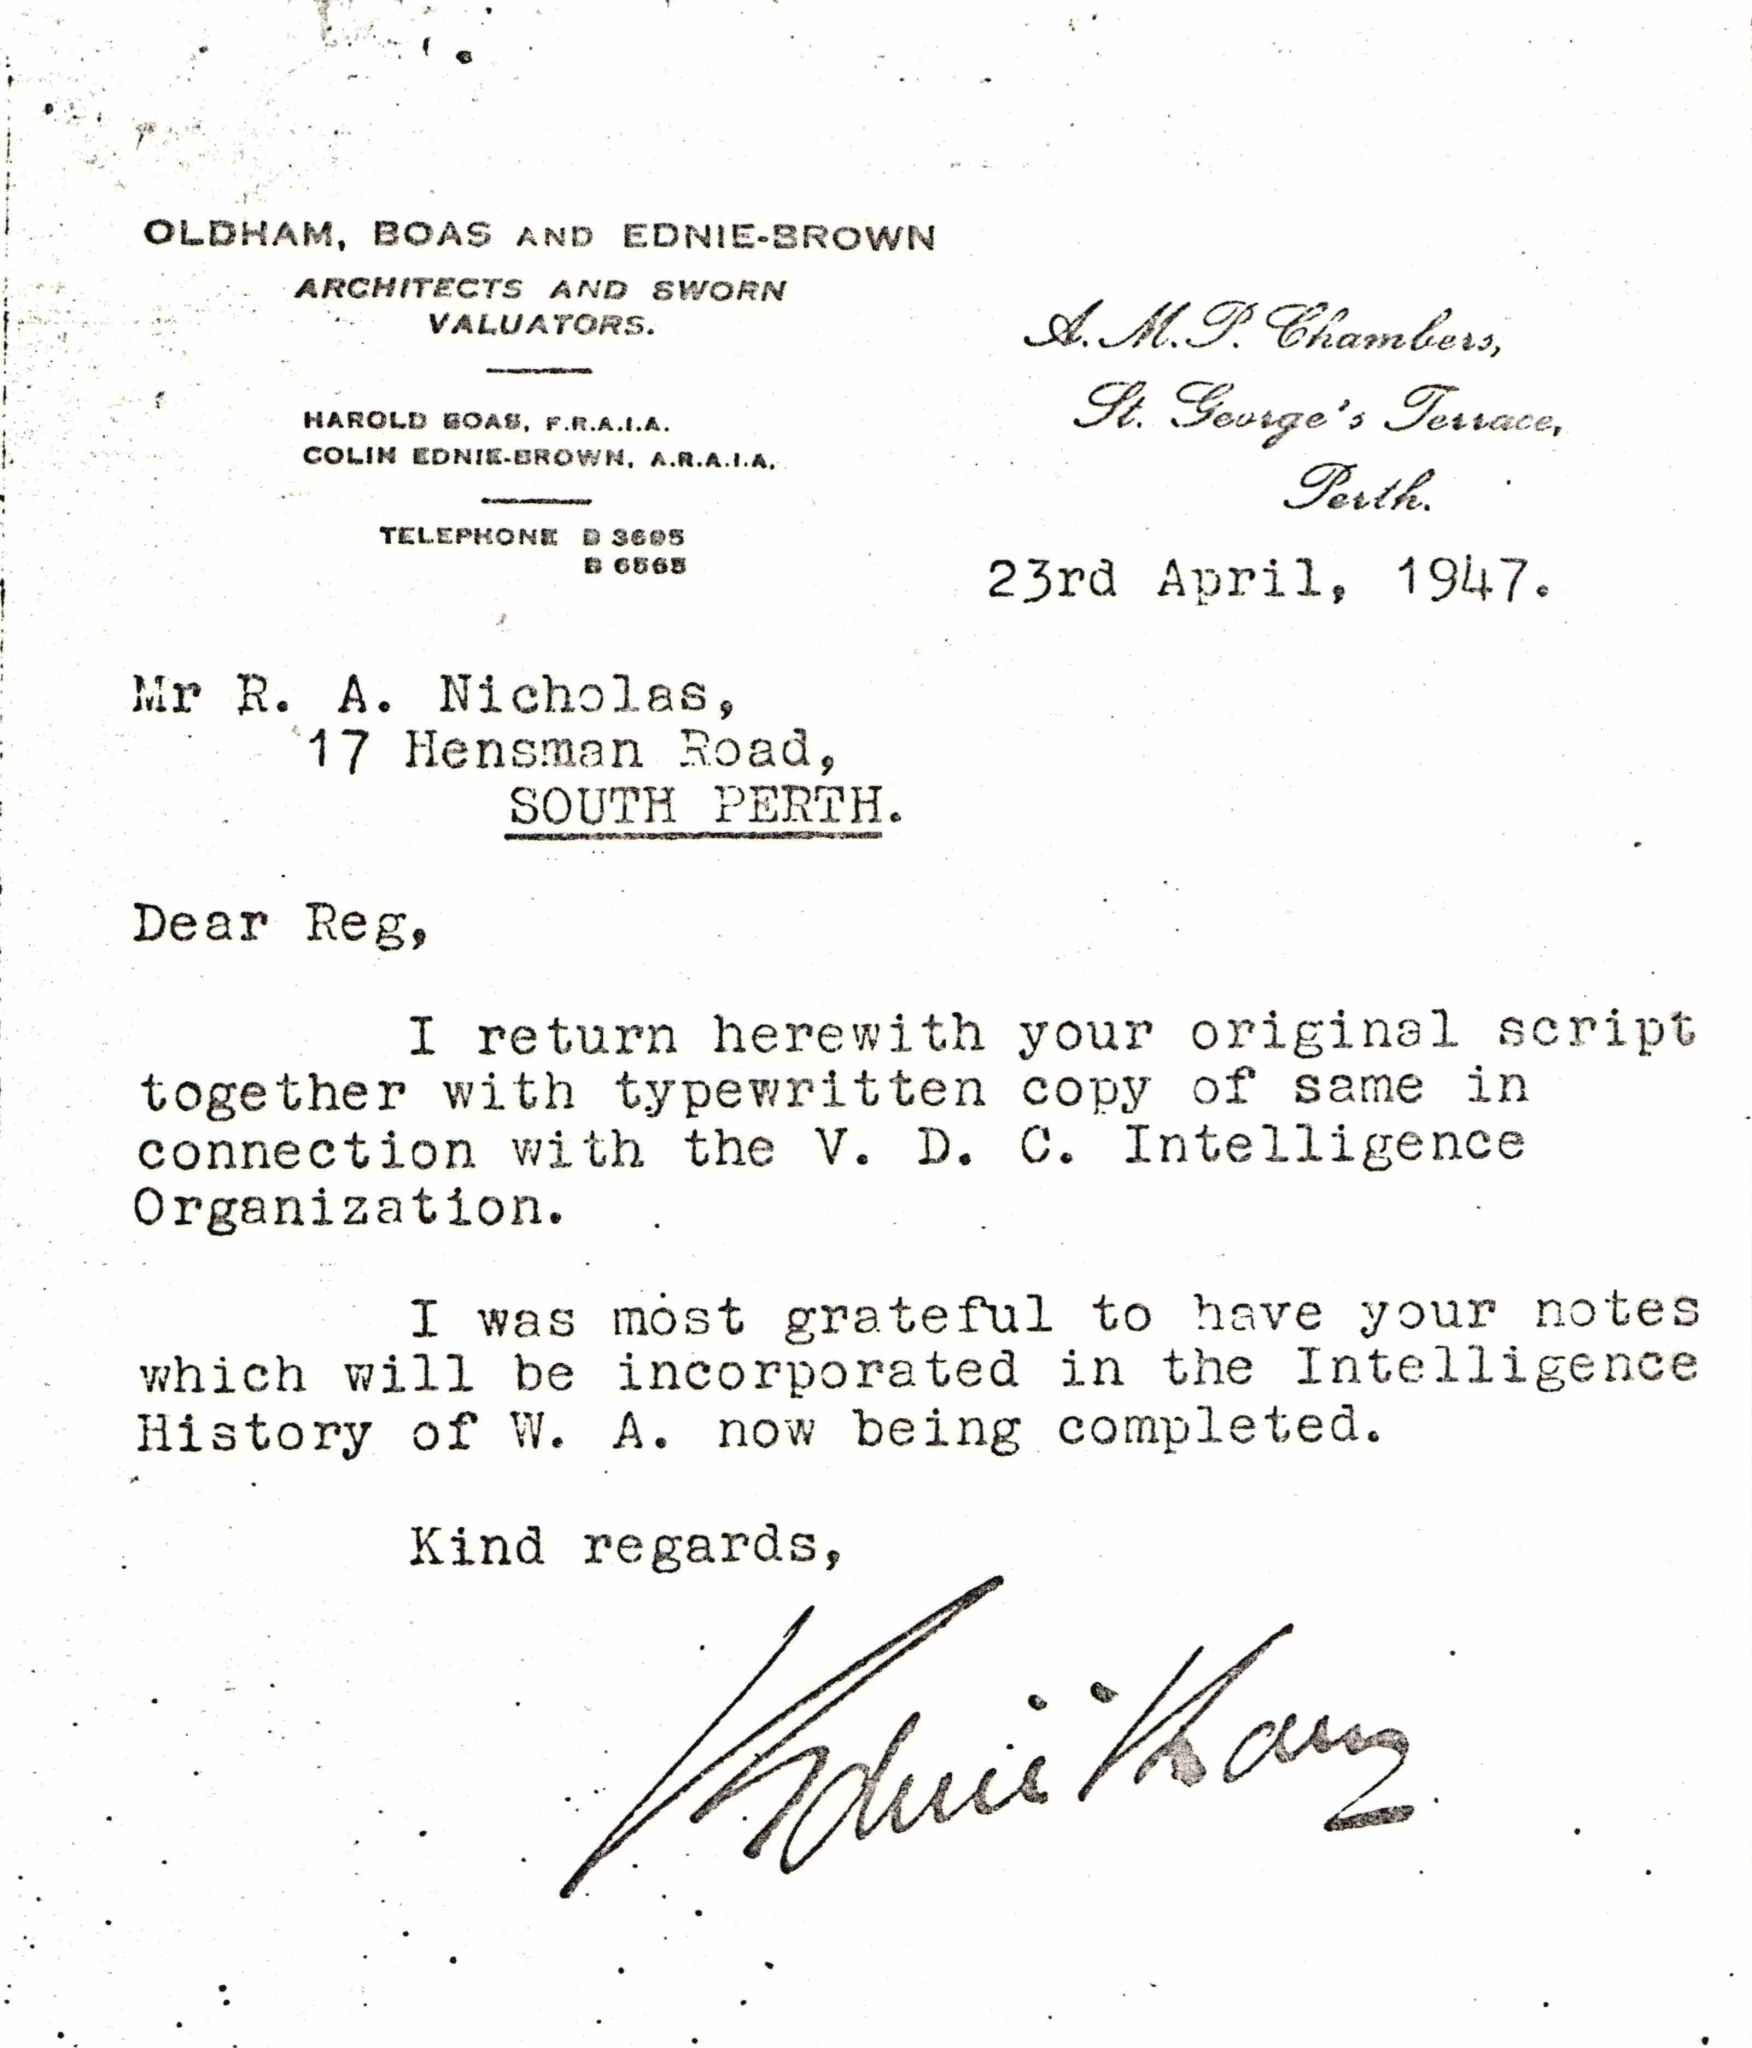 OLDHAM, BOAS AND EDNIE-BROWN
ARCHITECTS AND SWORN
VALUATORS.
HAROLD BOAS, F.R.A.I.A.
COLIN EDNIE-BROWN, A.R.A.I.A.
TELEPHONE B 3695
B 6565
A. M. P. Chambers,
St. George's Terrace,
Perth.
23rd April, 1947.
Mr R. A. Nicholas,
17 Hensman Road,
SOUTH PERTH.
Dear Reg,
I return herewith your original script
together with typewritten copy of same in
connection with the V. D. C. Intelligence
Organization.
I was most grateful to have your notes
which will be incorporated in the Intelligence
History of W. A. now being completed.
Kind regards,